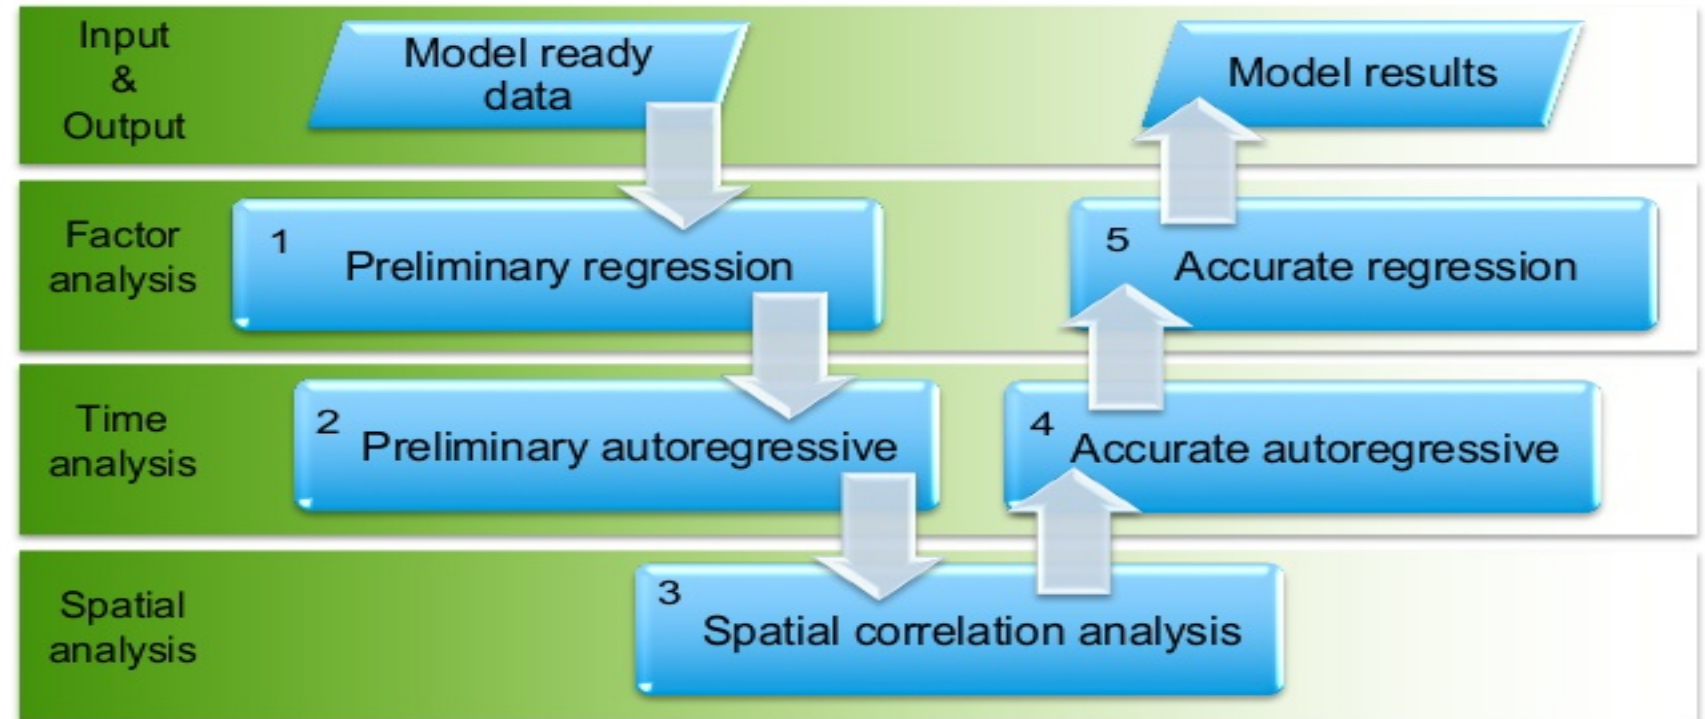 Input
&
Output
Model ready
data
Model results
Factor
analysis
1
Preliminary regression
5
Accurate regression
Time
analysis
2
Preliminary autoregressive
4
Accurate autoregressive
Spatial
analysis
3
Spatial correlation analysis